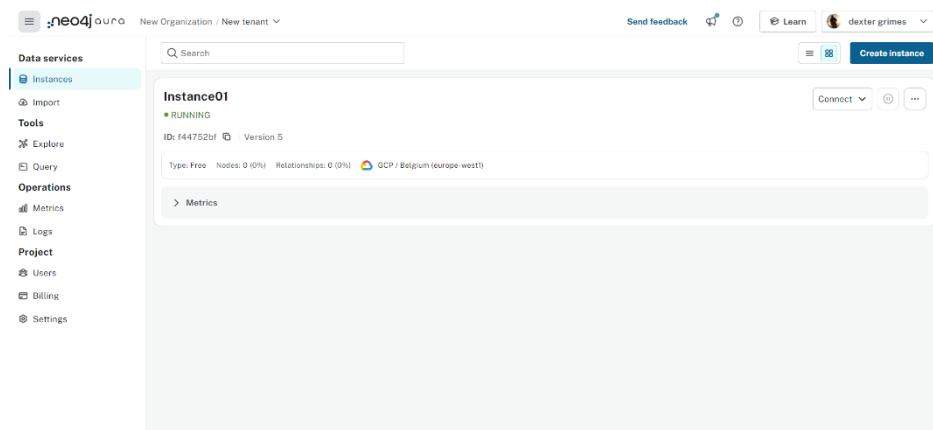 neo4j aura New Organization / New tenant Send feedback Learn dexter grimes
Data services
Instances
Import
Tools
Explore
Query
Operations
Metrics
Logs
Project
Users
Billing
Settings
Search Create instance
Instance01 Connect ...
RUNNING
ID: f44752bf Version 5
Type: Free Nodes: 0 (0%) Relationships: 0 (0%) GCP / Belgium (europe-west1)
Metrics